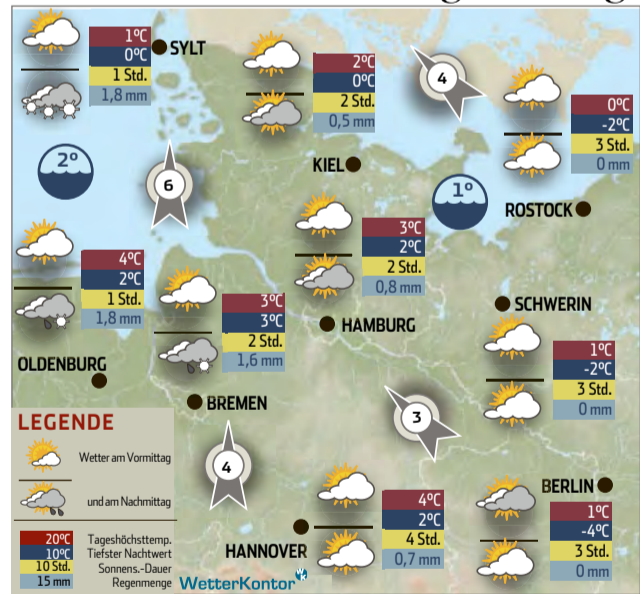 1°C
0°C
1 Std.
1,8 mm
SYLT
2°C
0°C
2 Std.
0,5 mm
KIEL
4
0°C
-2°C
3 Std.
0 mm
ROSTOCK
2°
6
1°
4°C
2°C
1 Std.
1,8 mm
OLDENBURG
3°C
3°C
2 Std.
1,6 mm
BREMEN
3°C
2°C
2 Std.
0,8 mm
HAMBURG
SCHWERIN
1°C
-2°C
3 Std.
0 mm
3
4
4°C
2°C
4 Std.
0,7 mm
HANNOVER
BERLIN
1°C
-4°C
3 Std.
0 mm
LEGENDE
Wetter am Vormittag
und am Nachmittag
20°C Tageshöchsttemp.
10°C Tiefster Nachtwert
10 Std. Sonnens.-Dauer
15 mm Regenmenge
WetterKontor